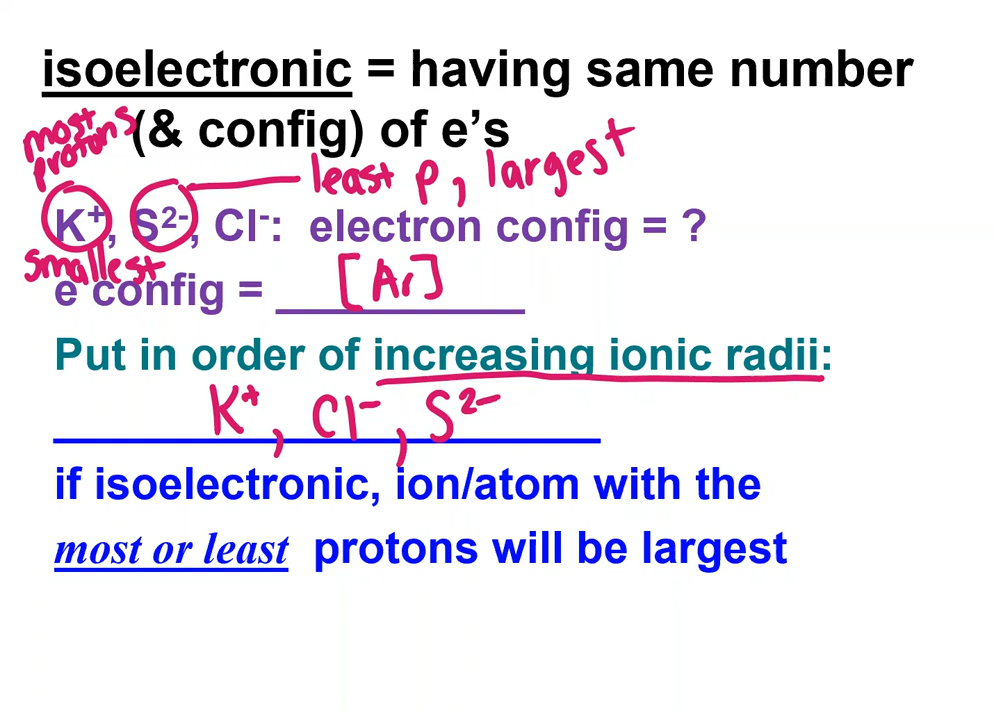 isoelectronic = having same number
(& config) of e's
most
protons
least p, largest
K⁺, S²⁻, Cl⁻: electron config = ?
smallest
e config = [Ar]
Put in order of increasing ionic radii:
K⁺, Cl⁻, S²⁻
if isoelectronic, ion/atom with the
most or least protons will be largest